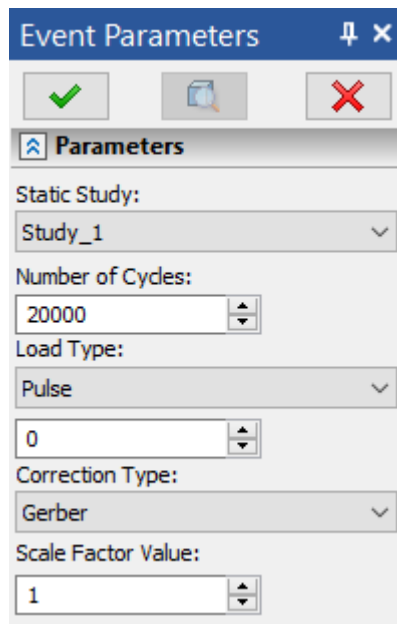 Event Parameters
Parameters
Static Study:
Study_1
Number of Cycles:
20000
Load Type:
Pulse
0
Correction Type:
Gerber
Scale Factor Value:
1